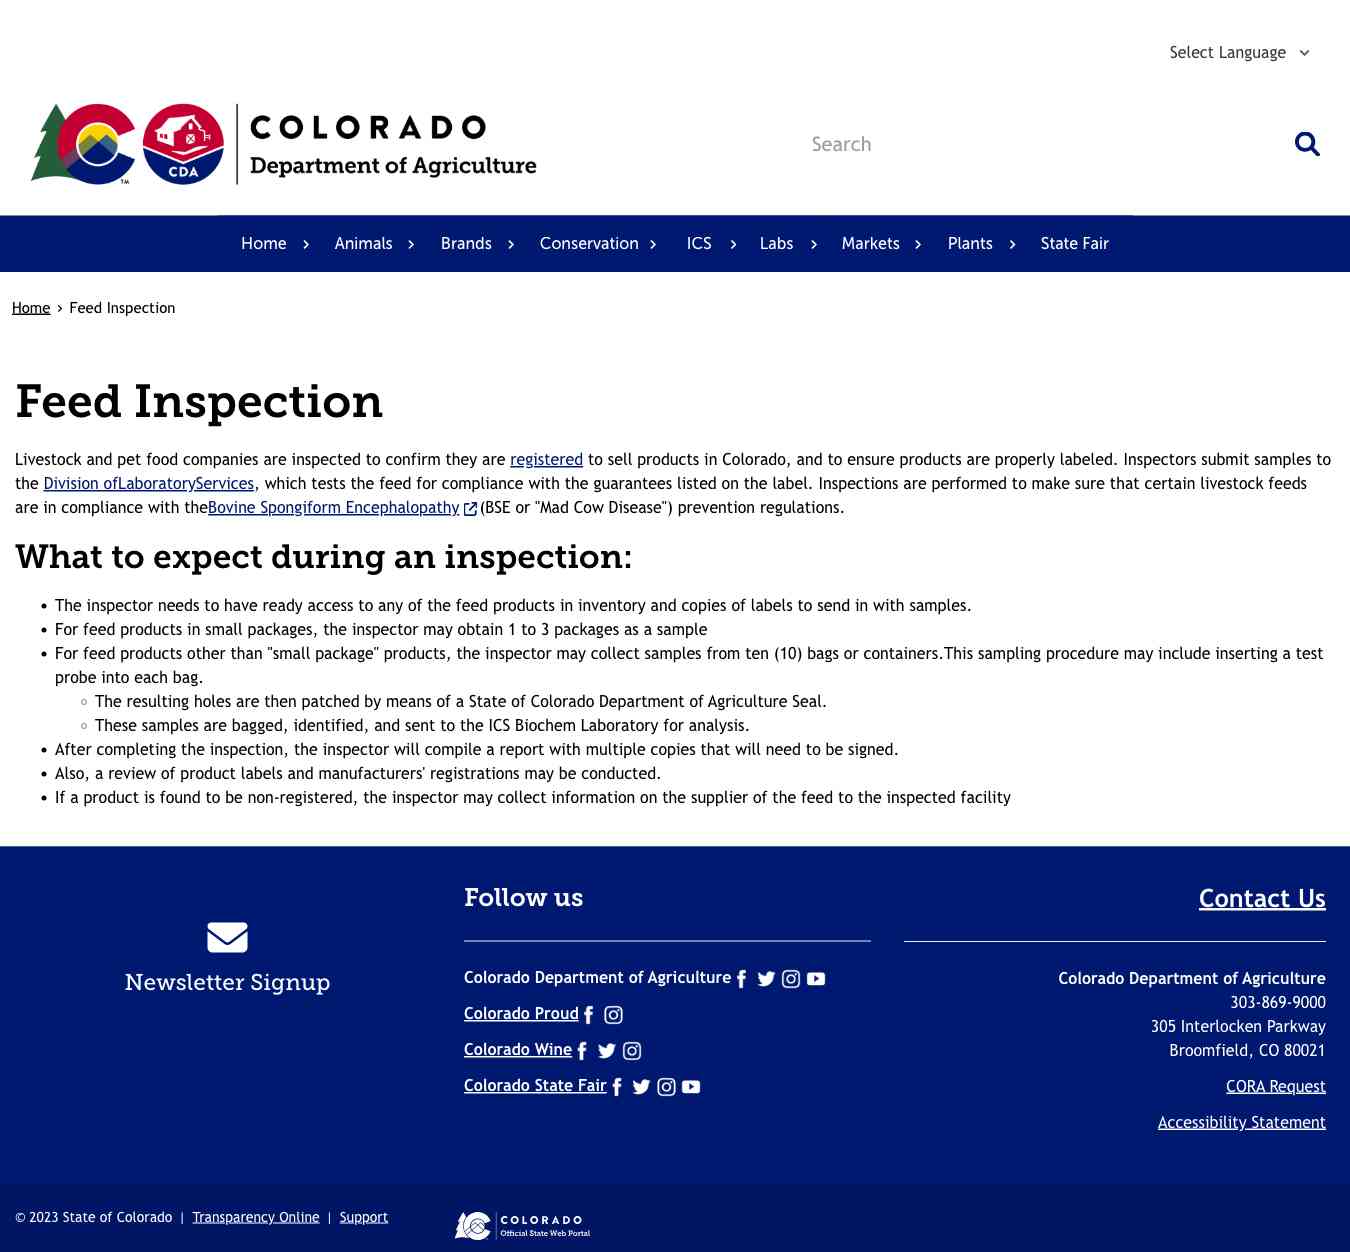 Select Language
COLORADO
Department of Agriculture
CDA
TM
Search
Home Animals Brands Conservation ICS Labs Markets Plants State Fair
Home › Feed Inspection
Feed Inspection
Livestock and pet food companies are inspected to confirm they are registered to sell products in Colorado, and to ensure products are properly labeled. Inspectors submit samples to
the Division ofLaboratoryServices, which tests the feed for compliance with the guarantees listed on the label. Inspections are performed to make sure that certain livestock feeds
are in compliance with theBovine Spongiform Encephalopathy (BSE or "Mad Cow Disease") prevention regulations.
What to expect during an inspection:
• The inspector needs to have ready access to any of the feed products in inventory and copies of labels to send in with samples.
• For feed products in small packages, the inspector may obtain 1 to 3 packages as a sample
• For feed products other than "small package" products, the inspector may collect samples from ten (10) bags or containers.This sampling procedure may include inserting a test
probe into each bag.
◦ The resulting holes are then patched by means of a State of Colorado Department of Agriculture Seal.
◦ These samples are bagged, identified, and sent to the ICS Biochem Laboratory for analysis.
• After completing the inspection, the inspector will compile a report with multiple copies that will need to be signed.
• Also, a review of product labels and manufacturers' registrations may be conducted.
• If a product is found to be non-registered, the inspector may collect information on the supplier of the feed to the inspected facility
Newsletter Signup
Follow us
Colorado Department of Agriculture
Colorado Proud
Colorado Wine
Colorado State Fair
Contact Us
Colorado Department of Agriculture
303-869-9000
305 Interlocken Parkway
Broomfield, CO 80021
CORA Request
Accessibility Statement
© 2023 State of Colorado | Transparency Online | Support
COLORADO
Official State Web Portal